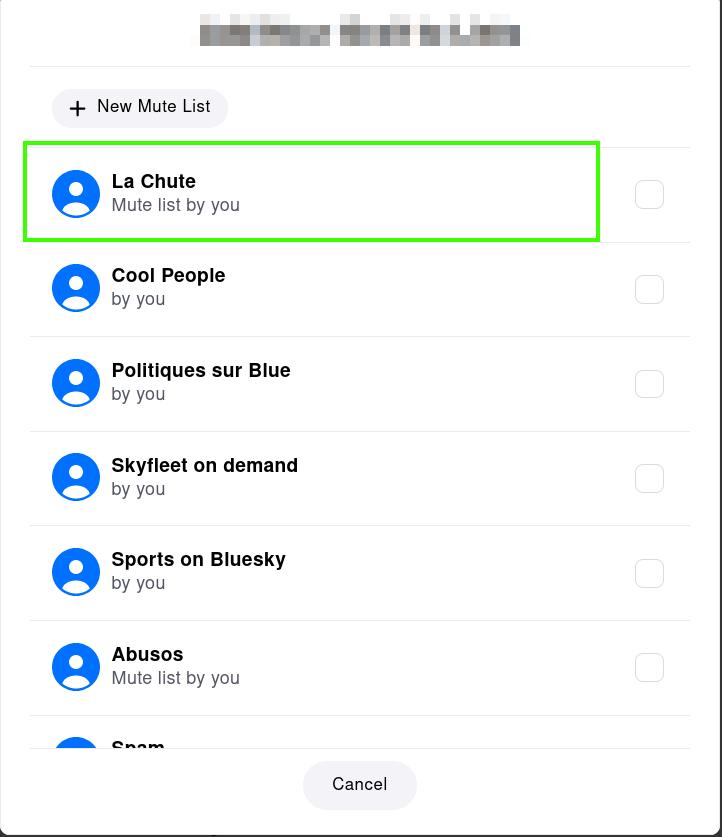 New Mute List
La Chute
Mute list by you
Cool People
by you
Politiques sur Blue
by you
Skyfleet on demand
by you
Sports on Bluesky
by you
Abusos
Mute list by you
Spam
Cancel